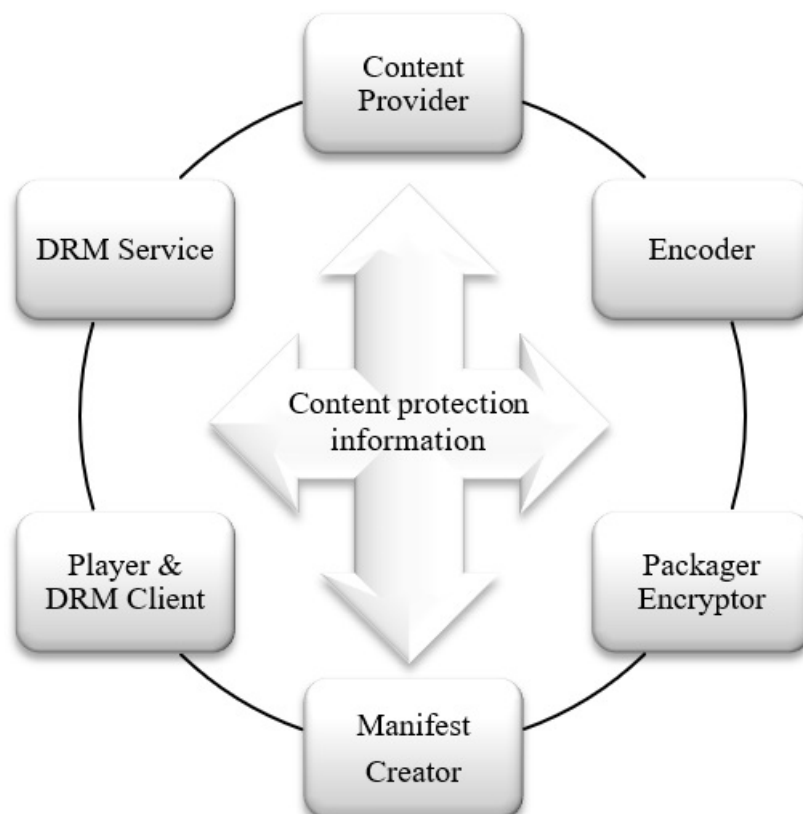 Content
Provider
DRM Service
Encoder
Content protection
information
Player &
DRM Client
Packager
Encryptor
Manifest
Creator